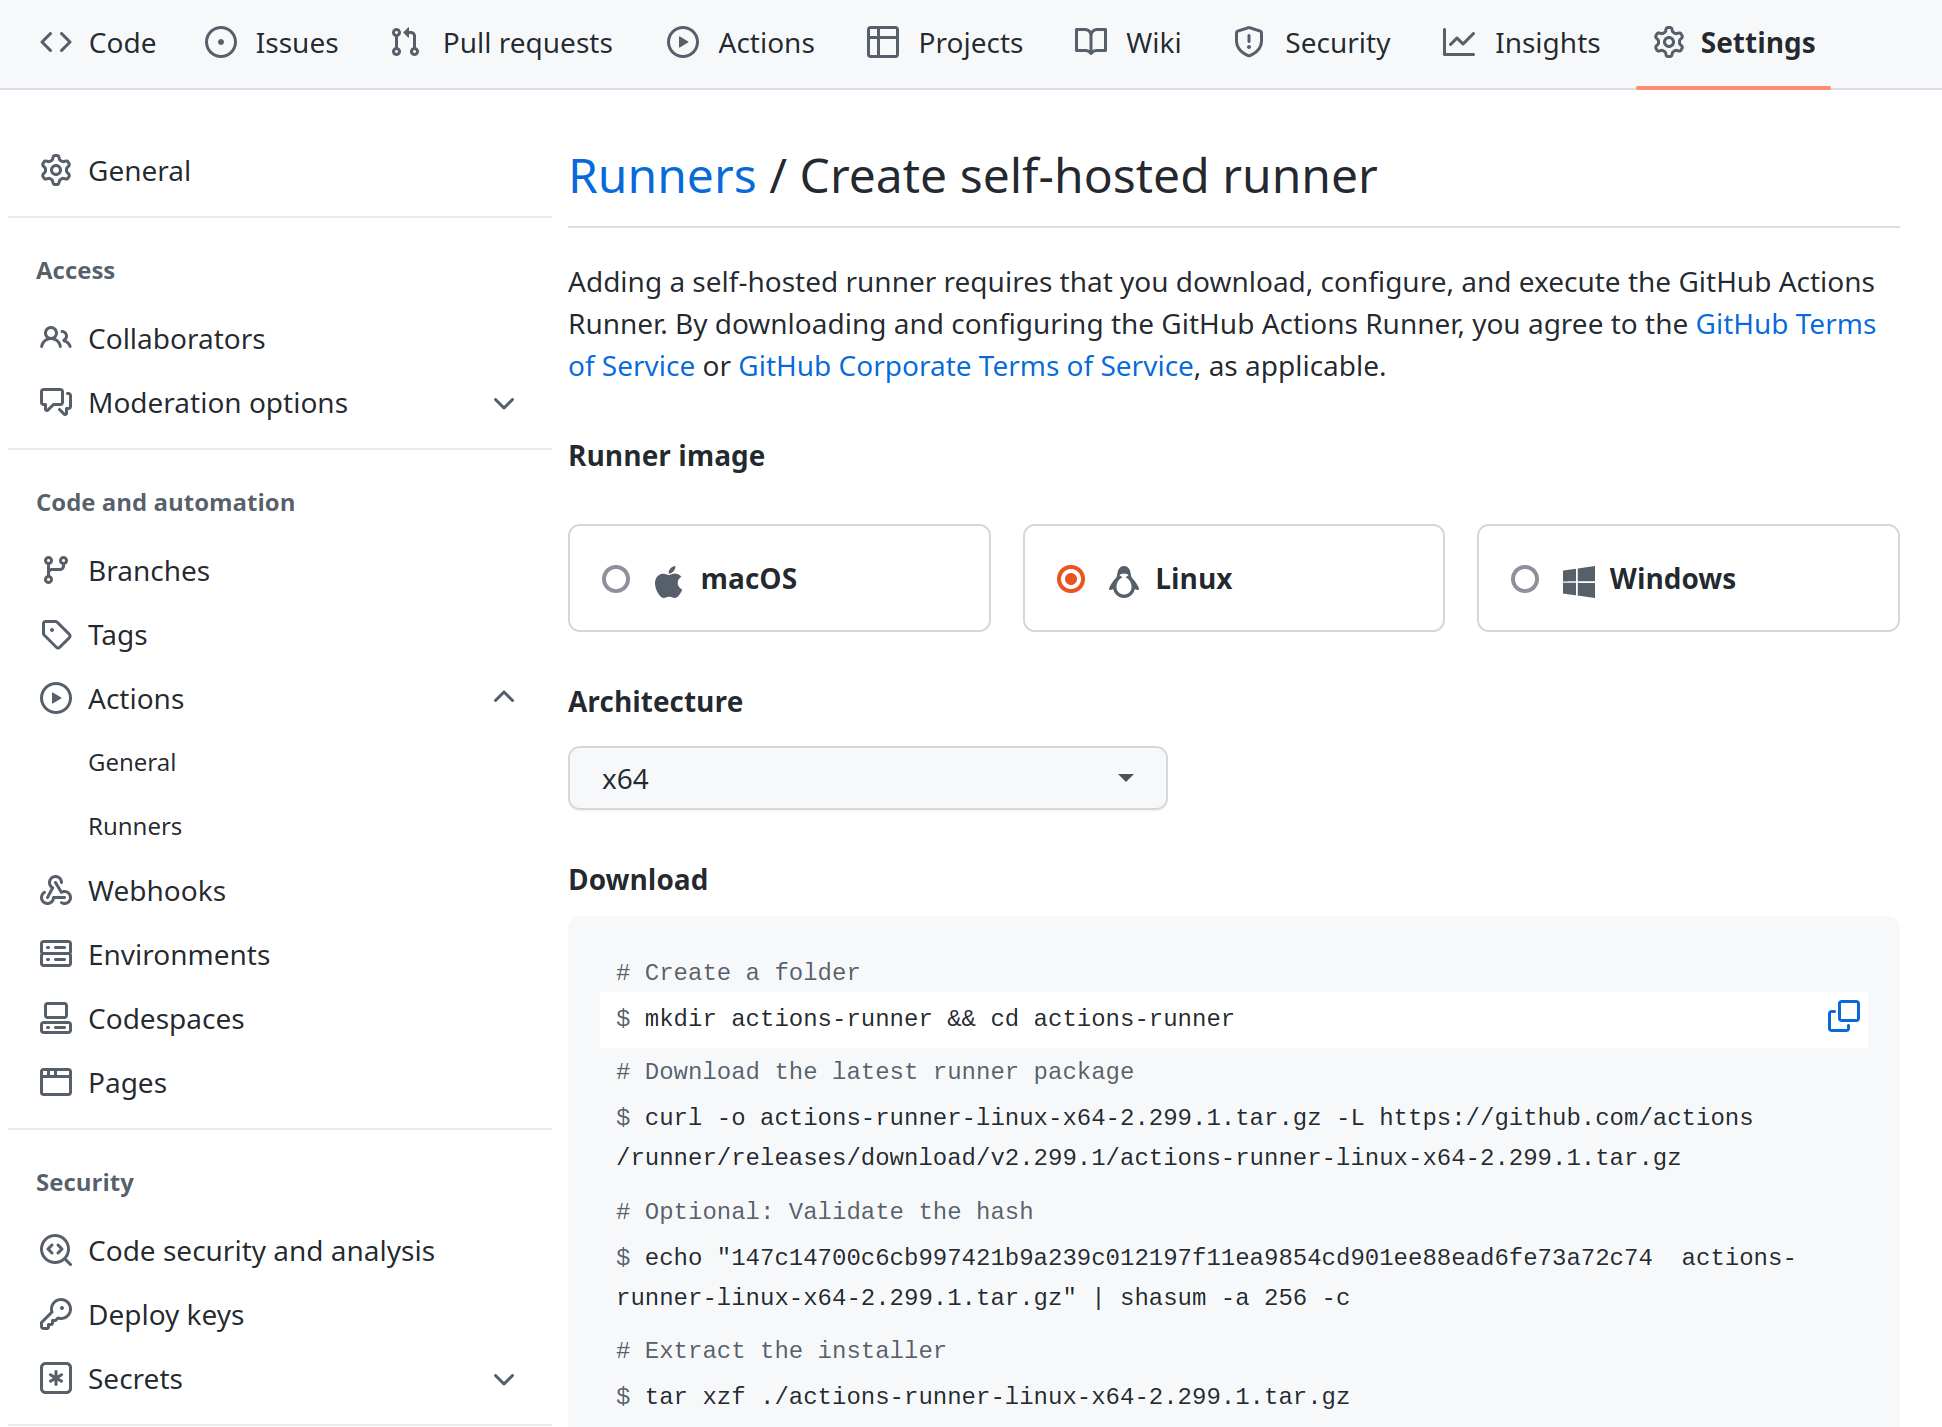 Code Issues Pull requests Actions Projects Wiki Security Insights Settings
General
Access
Collaborators
Moderation options
Code and automation
Branches
Tags
Actions
General
Runners
Webhooks
Environments
Codespaces
Pages
Security
Code security and analysis
Deploy keys
Secrets
Runners / Create self-hosted runner
Adding a self-hosted runner requires that you download, configure, and execute the GitHub Actions
Runner. By downloading and configuring the GitHub Actions Runner, you agree to the GitHub Terms
of Service or GitHub Corporate Terms of Service, as applicable.
Runner image
macOS Linux Windows
Architecture
x64
Download
# Create a folder
$ mkdir actions-runner && cd actions-runner
# Download the latest runner package
$ curl -o actions-runner-linux-x64-2.299.1.tar.gz -L https://github.com/actions
/runner/releases/download/v2.299.1/actions-runner-linux-x64-2.299.1.tar.gz
# Optional: Validate the hash
$ echo "147c14700c6cb997421b9a239c012197f11ea9854cd901ee88ead6fe73a72c74  actions-
runner-linux-x64-2.299.1.tar.gz" | shasum -a 256 -c
# Extract the installer
$ tar xzf ./actions-runner-linux-x64-2.299.1.tar.gz